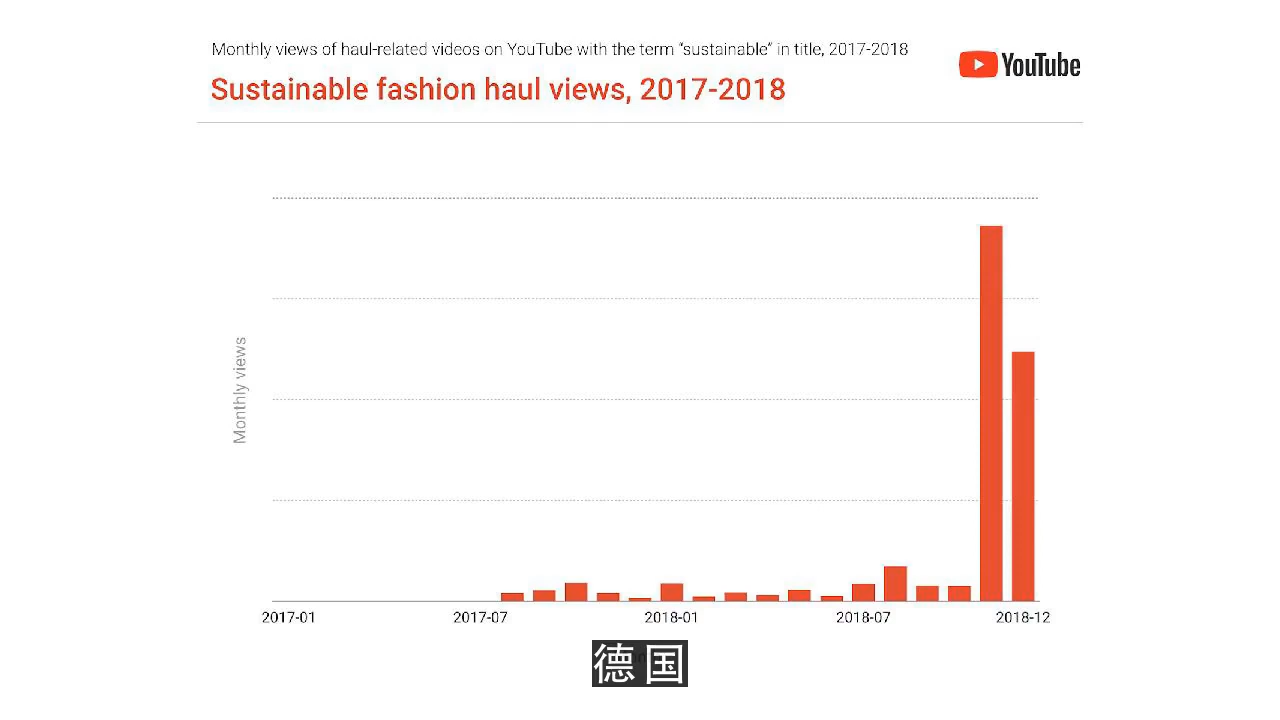 Monthly views of haul-related videos on YouTube with the term “sustainable” in title, 2017-2018
YouTube
Sustainable fashion haul views, 2017-2018
Monthly views
2017-01
2017-07
2018-01
2018-07
2018-12
德国